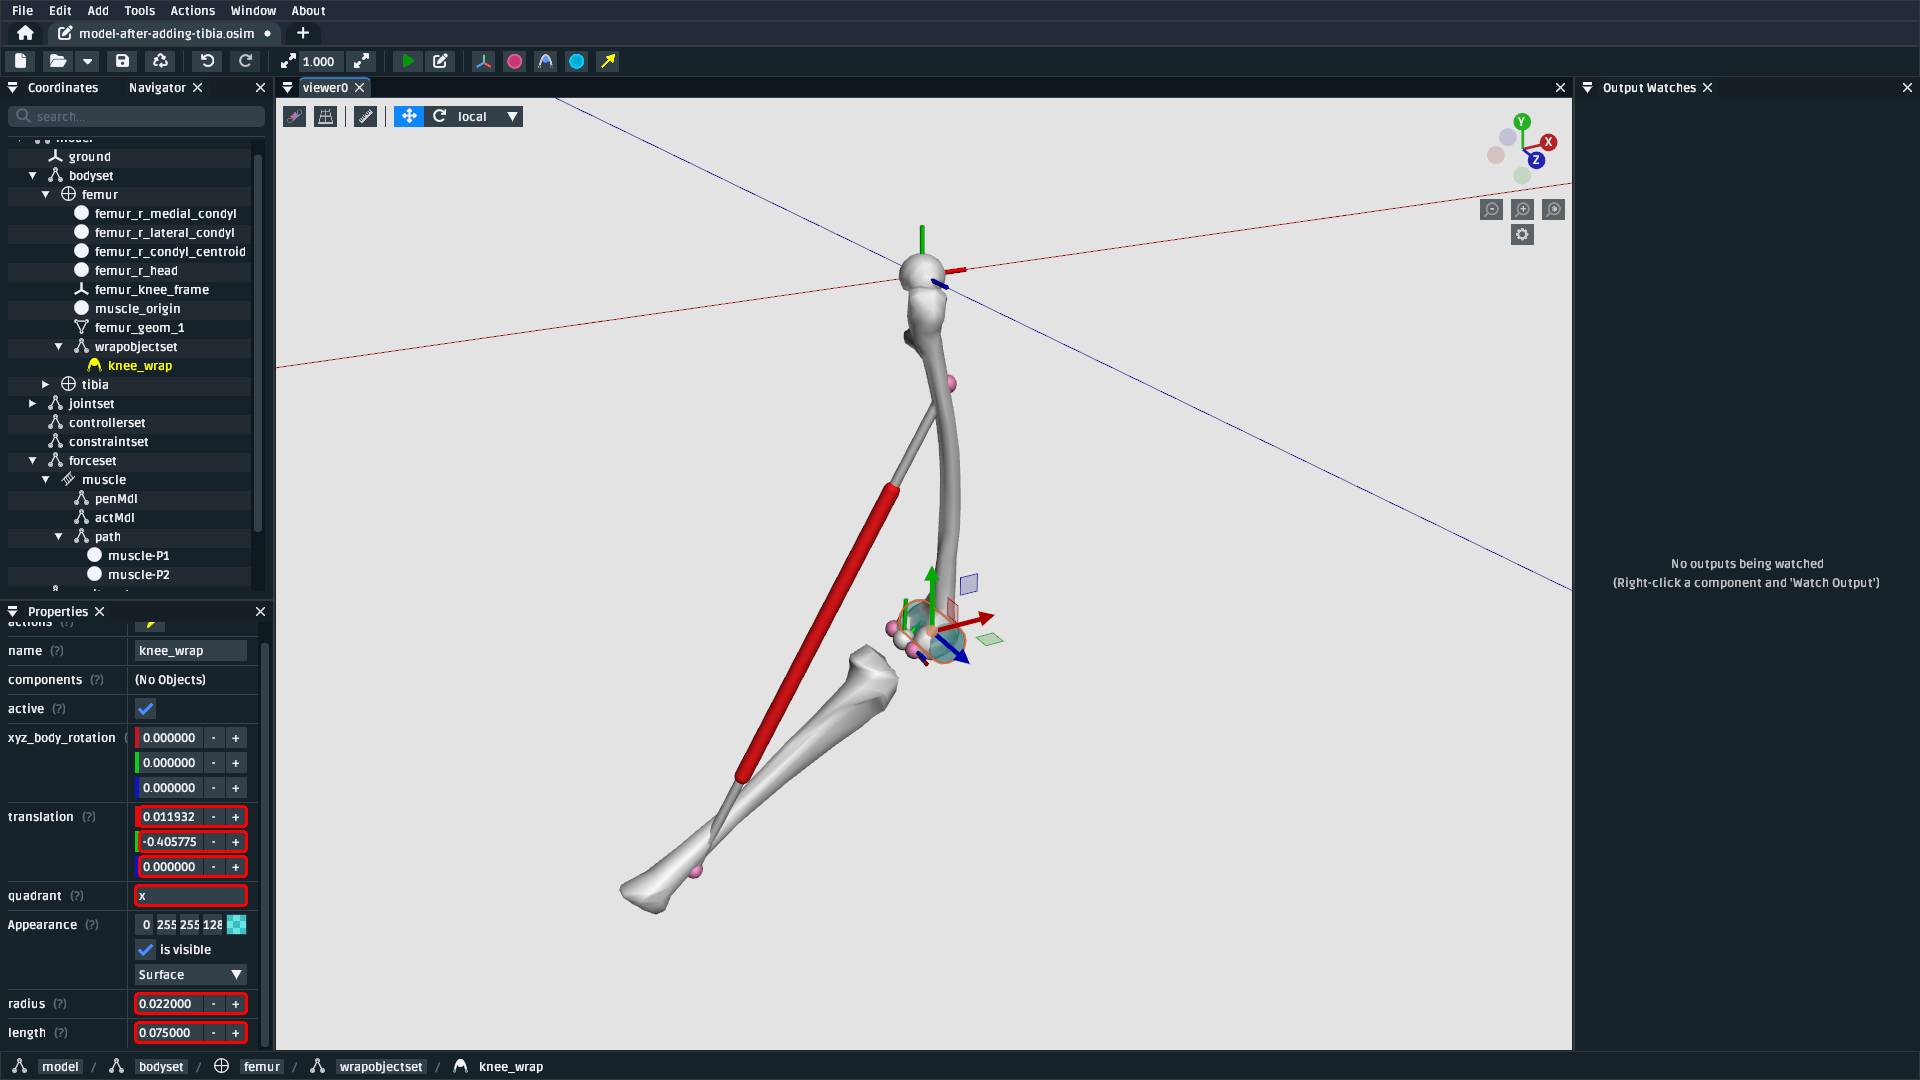 File Edit Add Tools Actions Window About
model-after-adding-tibia.osim
1.000
Coordinates Navigator
search...
ground
bodyset
femur
femur_r_medial_condyl
femur_r_lateral_condyl
femur_r_condyl_centroid
femur_r_head
femur_knee_frame
muscle_origin
femur_geom_1
wrapobjectset
knee_wrap
tibia
jointset
controllerset
constraintset
forceset
muscle
penMdl
actMdl
path
muscle-P1
muscle-P2
Properties
actions (?)
name (?) knee_wrap
components (?) (No Objects)
active (?)
xyz_body_rotation ( 0.000000 - +
0.000000 - +
0.000000 - +
translation (?) 0.011932 - +
-0.405775 - +
0.000000 - +
quadrant (?) x
Appearance (?) 0 255 255 128
is visible
Surface
radius (?) 0.022000 - +
length (?) 0.075000 - +
viewer0
local
Y
X
Z
Output Watches
No outputs being watched
(Right-click a component and 'Watch Output')
model / bodyset / femur / wrapobjectset / knee_wrap